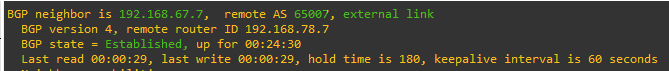 BGP neighbor is 192.168.67.7,  remote AS 65007, external link
  BGP version 4, remote router ID 192.168.78.7
  BGP state = Established, up for 00:24:30
  Last read 00:00:29, last write 00:00:29, hold time is 180, keepalive interval is 60 seconds